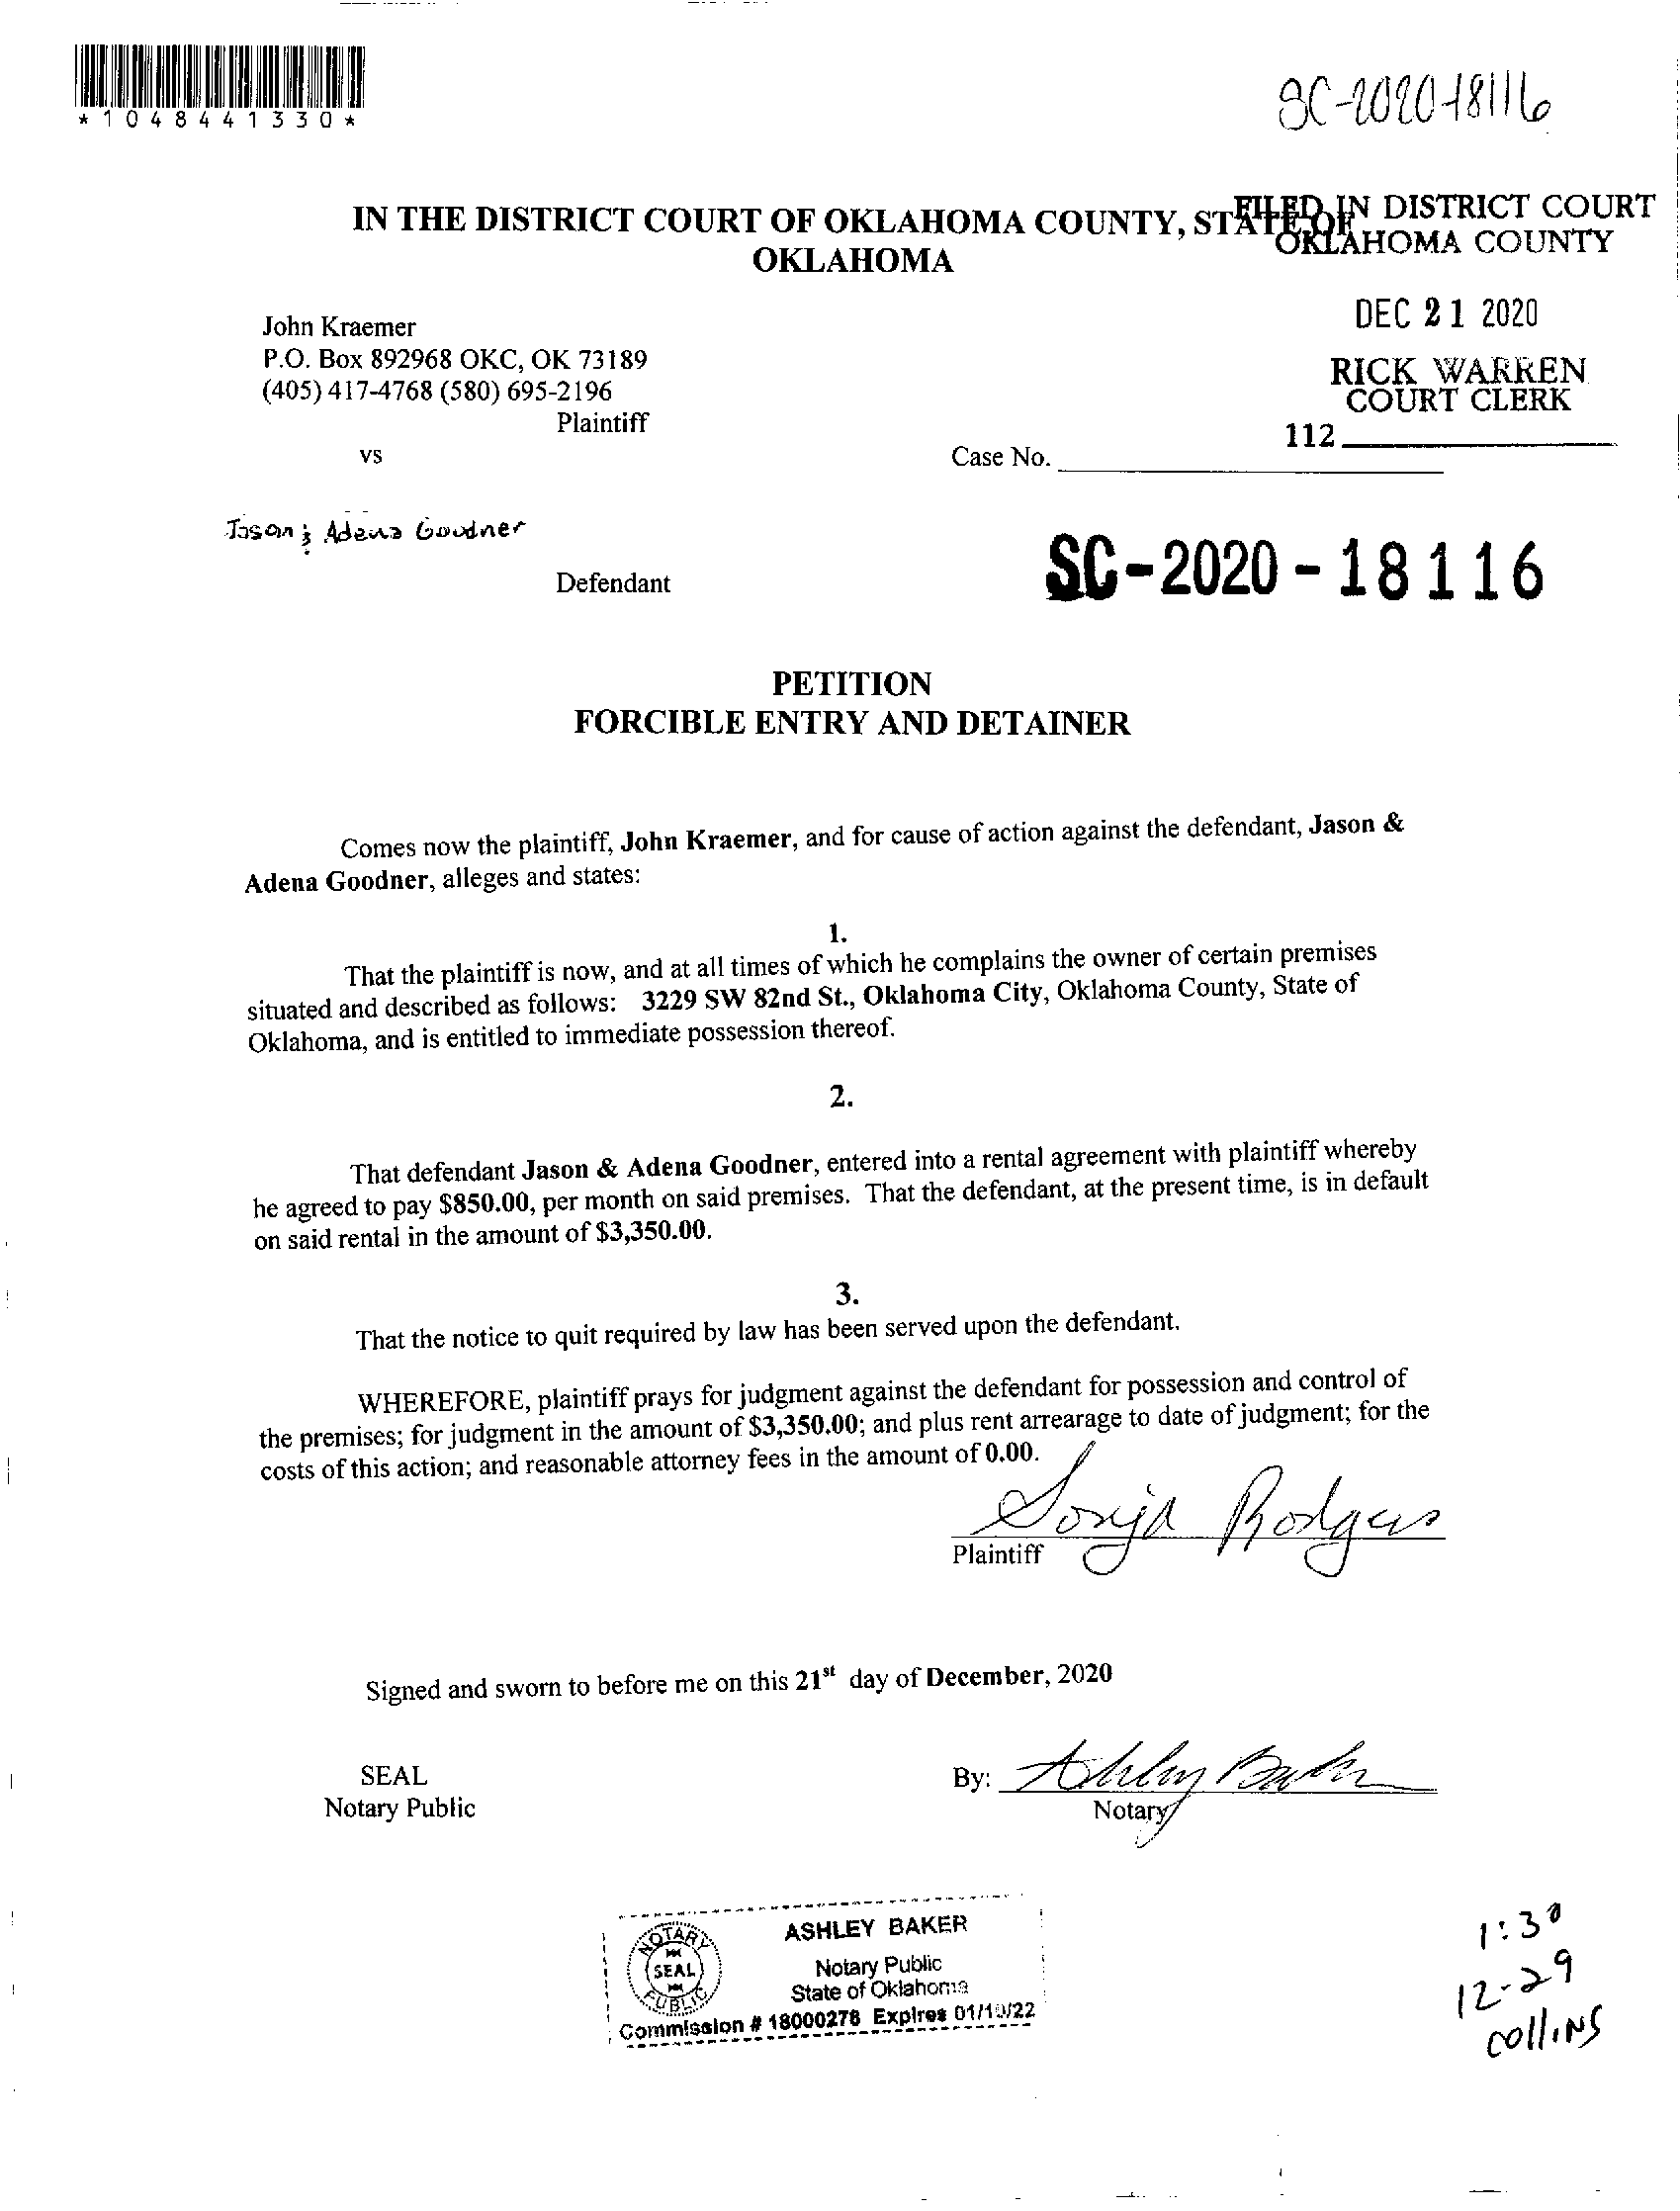 *1048441330*
SC-2020-18116
IN THE DISTRICT COURT OF OKLAHOMA COUNTY, STATE OF
OKLAHOMA
FILED IN DISTRICT COURT
OKLAHOMA COUNTY
DEC 21 2020
RICK WARREN
COURT CLERK
112
John Kraemer
P.O. Box 892968 OKC, OK 73189
(405) 417-4768 (580) 695-2196
Plaintiff
vs
Case No.
Jason & Adena Goodner
Defendant
SC-2020-18116
PETITION
FORCIBLE ENTRY AND DETAINER
Comes now the plaintiff, John Kraemer, and for cause of action against the defendant, Jason &
Adena Goodner, alleges and states:
1.
That the plaintiff is now, and at all times of which he complains the owner of certain premises
situated and described as follows: 3229 SW 82nd St., Oklahoma City, Oklahoma County, State of
Oklahoma, and is entitled to immediate possession thereof.
2.
That defendant Jason & Adena Goodner, entered into a rental agreement with plaintiff whereby
he agreed to pay $850.00, per month on said premises. That the defendant, at the present time, is in default
on said rental in the amount of $3,350.00.
3.
That the notice to quit required by law has been served upon the defendant.
WHEREFORE, plaintiff prays for judgment against the defendant for possession and control of
the premises; for judgment in the amount of $3,350.00; and plus rent arrearage to date of judgment; for the
costs of this action; and reasonable attorney fees in the amount of 0.00.
Sonja Rodgers
Plaintiff
Signed and sworn to before me on this 21st day of December, 2020
SEAL
Notary Public
By: Ashley Baker
Notary
NOTARY
SEAL
PUBLIC
ASHLEY BAKER
Notary Public
State of Oklahoma
Commission # 18000278 Expires 01/10/22
1:30
12-29
collins